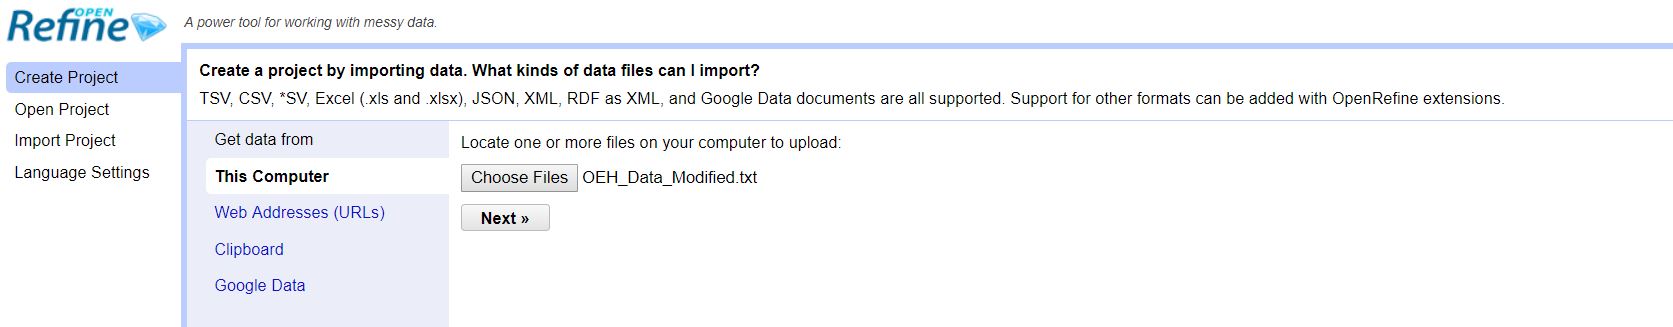 OPEN
Refine
A power tool for working with messy data.
Create Project
Open Project
Import Project
Language Settings
Create a project by importing data. What kinds of data files can I import?
TSV, CSV, *SV, Excel (.xls and .xlsx), JSON, XML, RDF as XML, and Google Data documents are all supported. Support for other formats can be added with OpenRefine extensions.
Get data from
This Computer
Web Addresses (URLs)
Clipboard
Google Data
Locate one or more files on your computer to upload:
Choose Files OEH_Data_Modified.txt
Next »